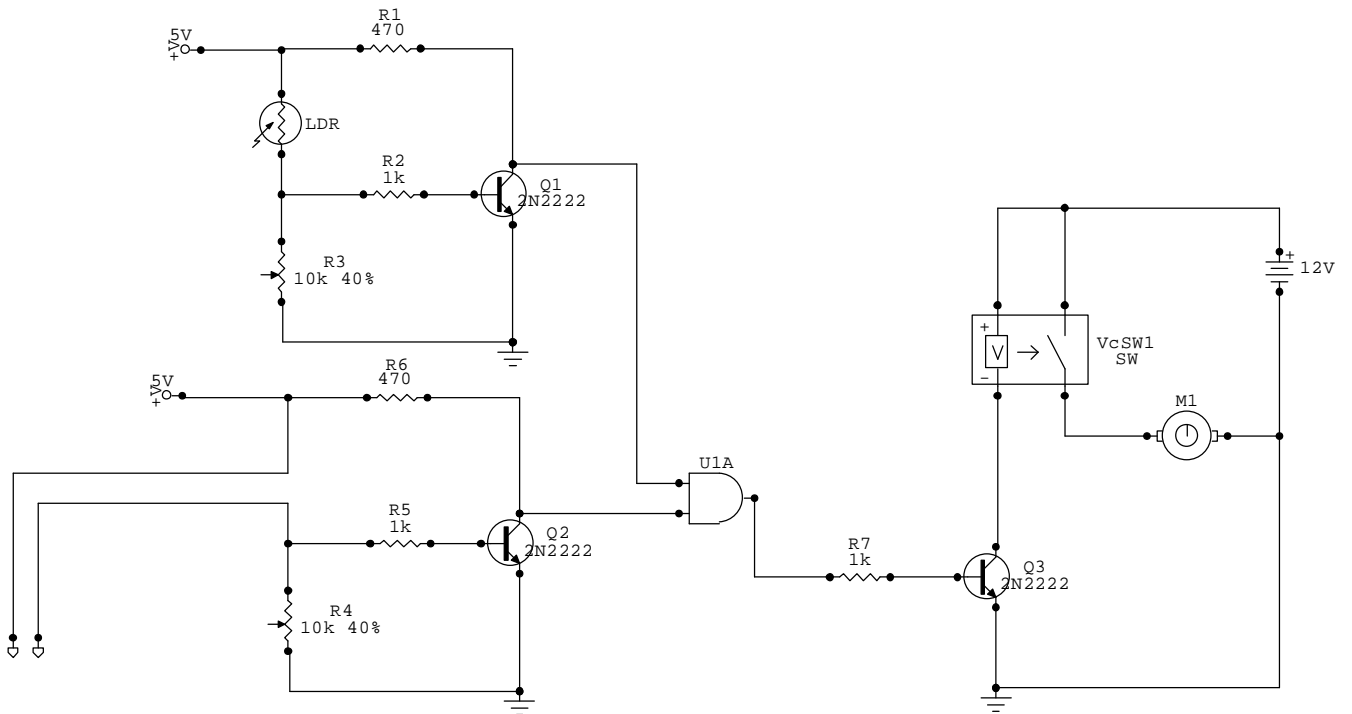 R1
470
5V
+V
LDR
R2
1k
Q1
2N2222
R3
10k 40%
R6
470
5V
+V
R5
1k
Q2
2N2222
R4
10k 40%
U1A
R7
1k
Q3
2N2222
+
V
-
VcSW1
SW
M1
+
12V